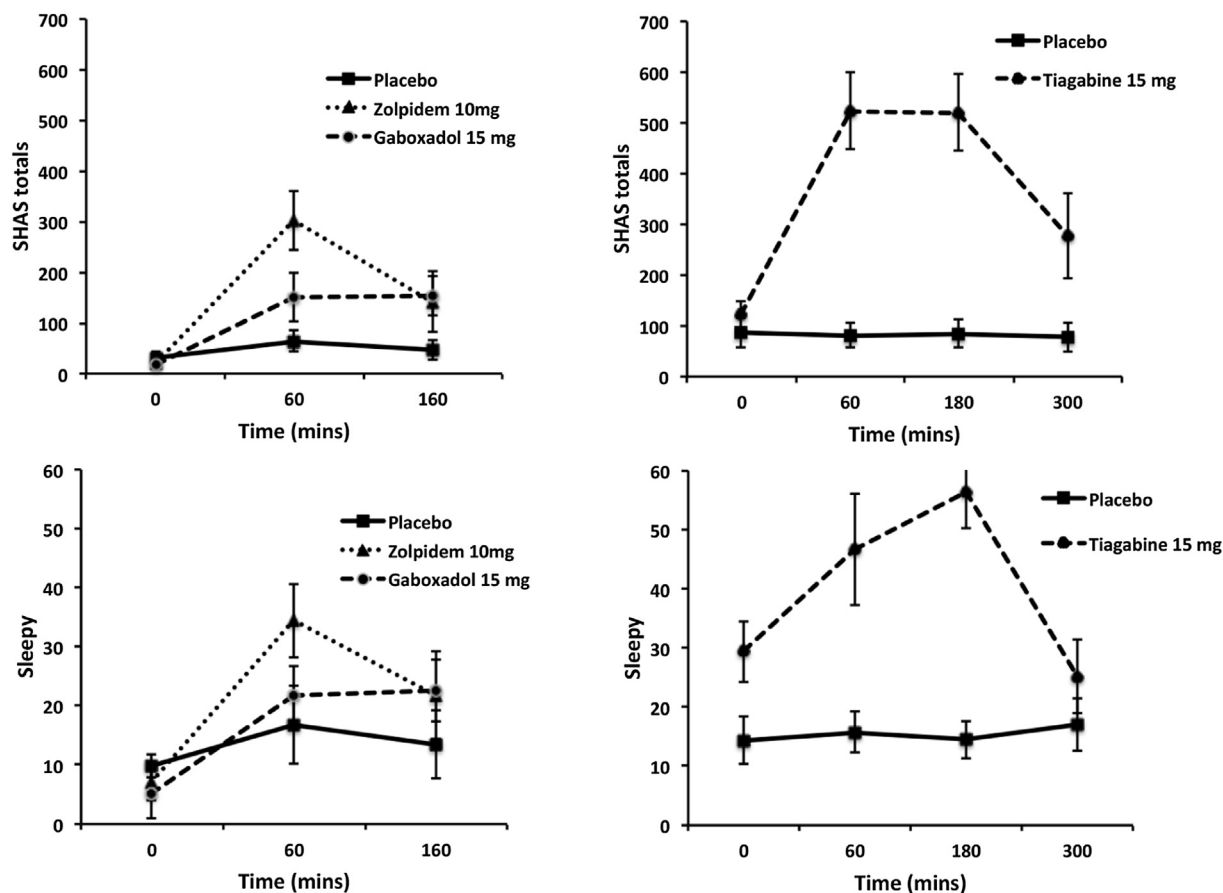 700
600
500
400
300
200
100
0
SHAS totals
Placebo
Zolpidem 10mg
Gaboxadol 15 mg
0 60 160
Time (mins)
700
600
500
400
300
200
100
0
SHAS totals
Placebo
Tiagabine 15 mg
0 60 180 300
Time (mins)
60
50
40
30
20
10
0
Sleepy
Placebo
Zolpidem 10mg
Gaboxadol 15 mg
0 60 160
Time (mins)
60
50
40
30
20
10
0
Sleepy
Placebo
Tiagabine 15 mg
0 60 180 300
Time (mins)